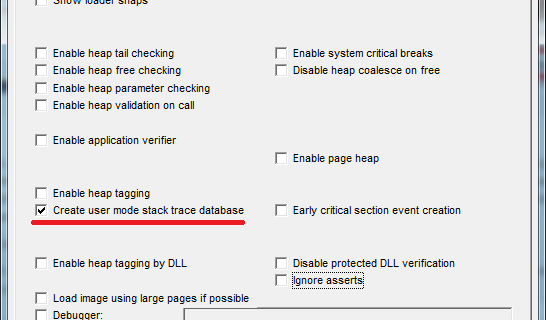 Show loader snaps
Enable heap tail checking
Enable system critical breaks
Enable heap free checking
Disable heap coalesce on free
Enable heap parameter checking
Enable heap validation on call
Enable application verifier
Enable page heap
Enable heap tagging
Create user mode stack trace database
Early critical section event creation
Enable heap tagging by DLL
Disable protected DLL verification
Ignore asserts
Load image using large pages if possible
Debugger: